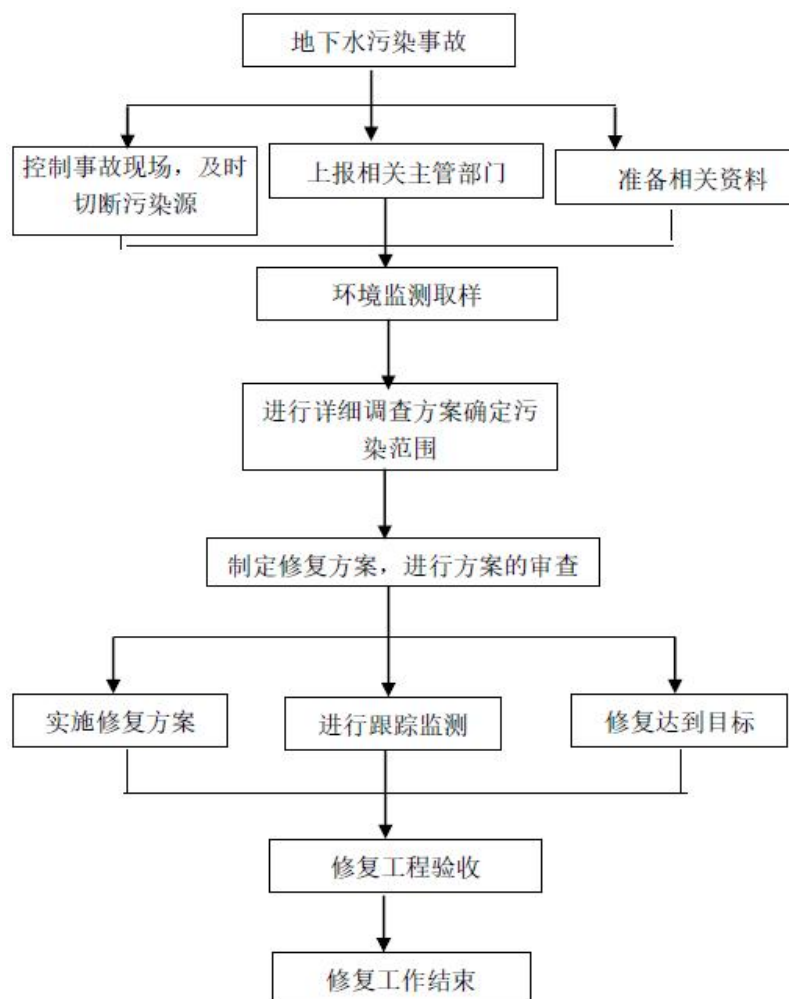 地下水污染事故
控制事故现场，及时
切断污染源
上报相关主管部门
准备相关资料
环境监测取样
进行详细调查方案确定污
染范围
制定修复方案，进行方案的审查
实施修复方案
进行跟踪监测
修复达到目标
修复工程验收
修复工作结束